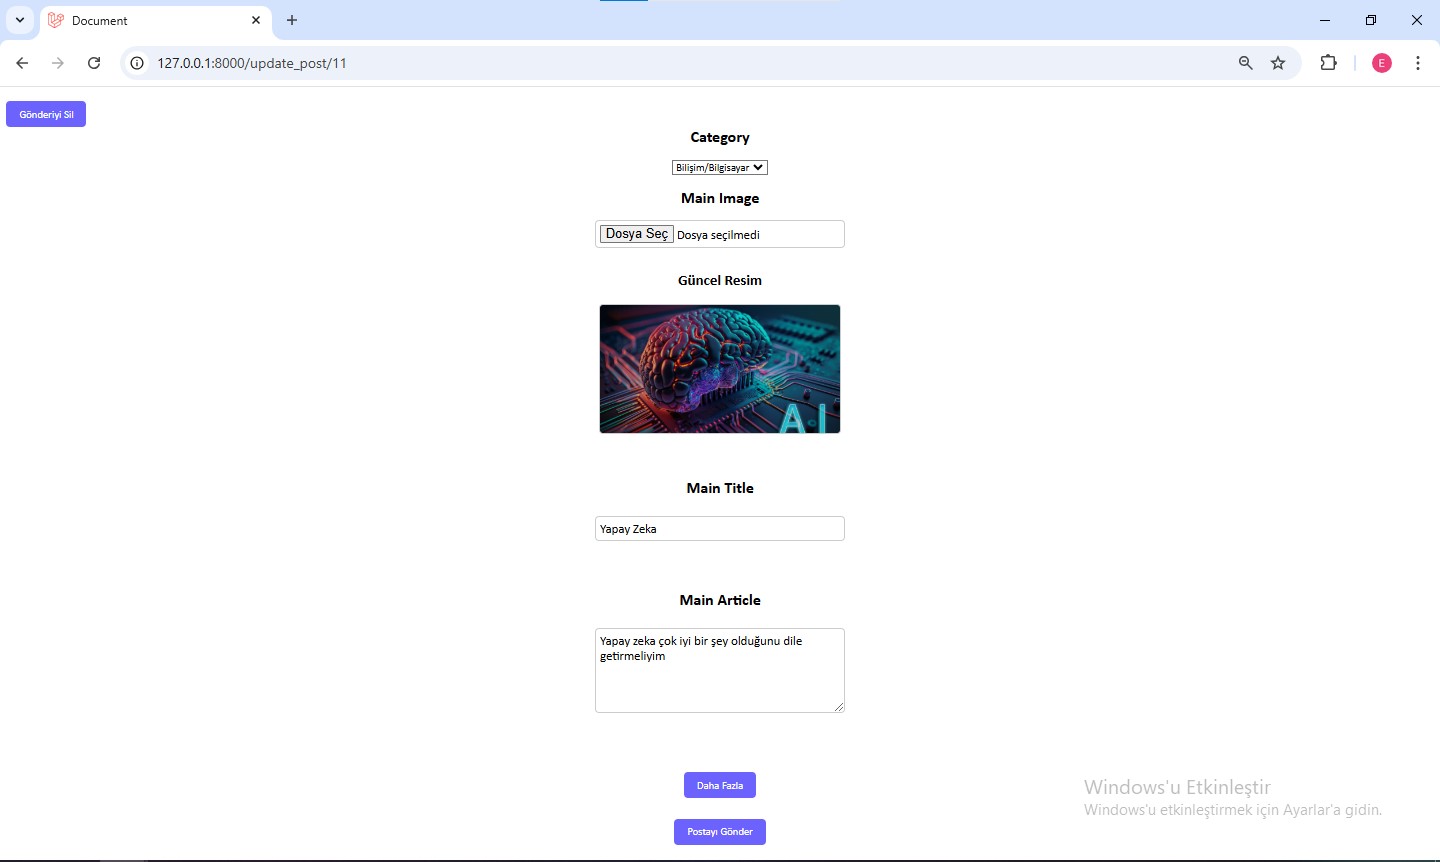 Document
127.0.0.1:8000/update_post/11
E
Gönderiyi Sil
Category
Bilişim/Bilgisayar
Main Image
Dosya Seç Dosya seçilmedi
Güncel Resim
A.I
Main Title
Yapay Zeka
Main Article
Yapay zeka çok iyi bir şey olduğunu dile
getirmeliyim
Daha Fazla
Postayı Gönder
Windows'u Etkinleştir
Windows'u etkinleştirmek için Ayarlar'a gidin.